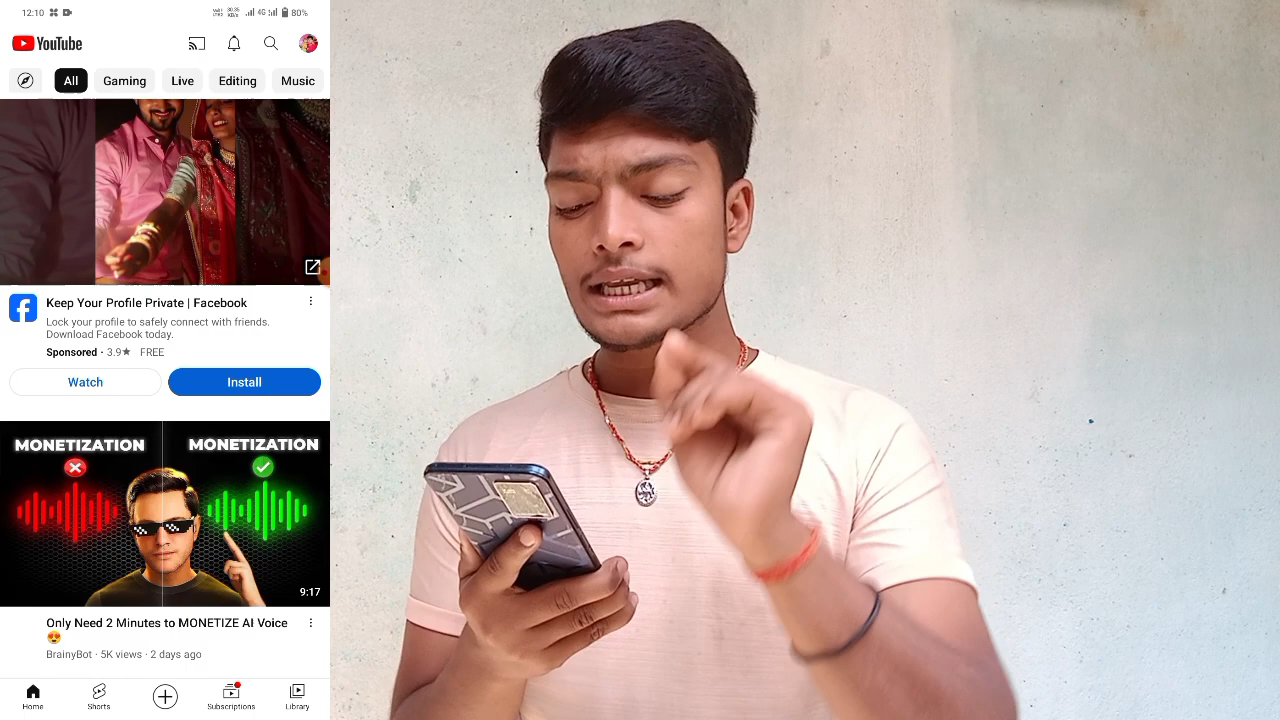 12:10 4G 80%
YouTube
All Gaming Live Editing Music
Keep Your Profile Private | Facebook
Lock your profile to safely connect with friends.
Download Facebook today.
Sponsored · 3.9★ FREE
Watch Install
MONETIZATION MONETIZATION
9:17
Only Need 2 Minutes to MONETIZE AI Voice
😍
BrainyBot · 5K views · 2 days ago
Home Shorts Subscriptions Library